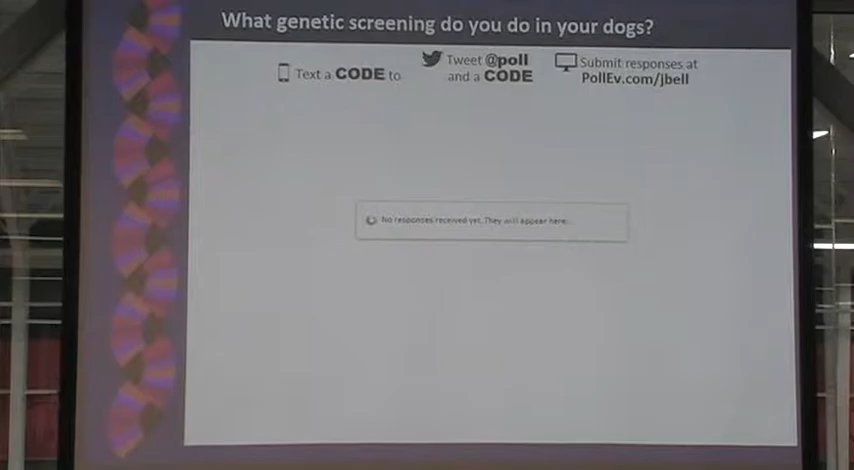 What genetic screening do you do in your dogs?
Text a CODE to
Tweet @poll
and a CODE
Submit responses at
PollEv.com/jbell
No responses received yet. They will appear here...